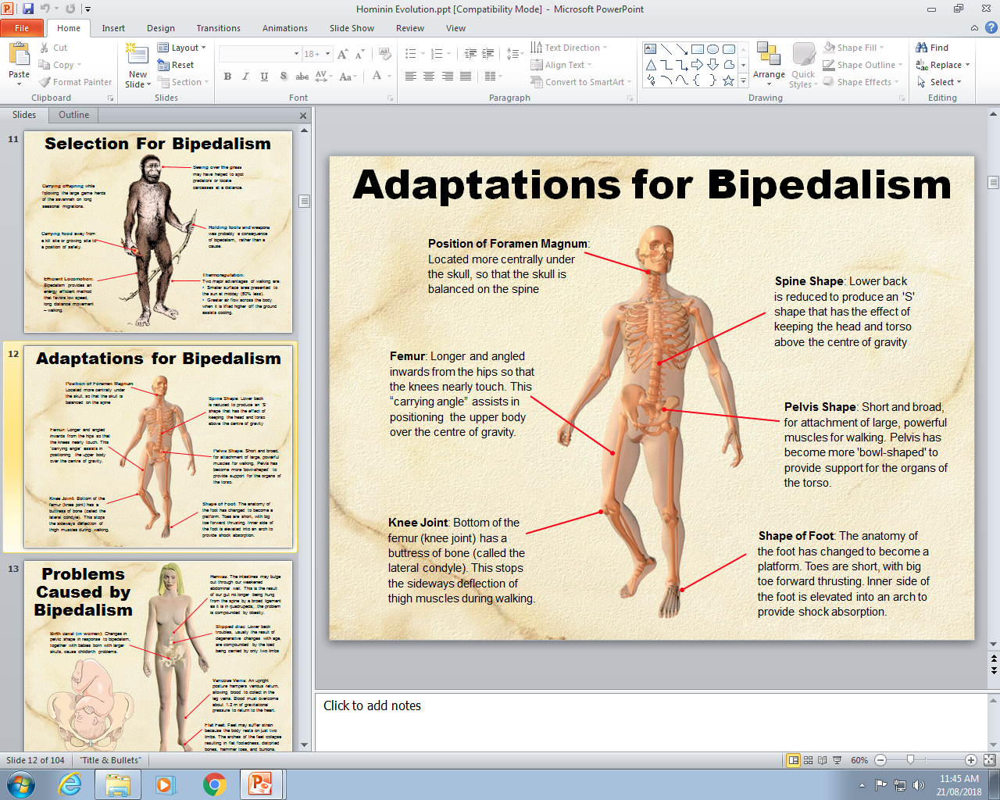 Hominin Evolution.ppt [Compatibility Mode] - Microsoft PowerPoint
File Home Insert Design Transitions Animations Slide Show Review View
Paste
Cut
Copy
Format Painter
Clipboard
New
Slide
Layout
Reset
Section
Slides
18
B I U S abc AV Aa A
Font
Text Direction
Align Text
Convert to SmartArt
Paragraph
Arrange
Quick
Styles
Shape Fill
Shape Outline
Shape Effects
Drawing
Find
Replace
Select
Editing
Slides Outline
11
Selection For Bipedalism
Seeing over the grass
may have helped to spot
predators or locate
carcasses at a distance.
Carrying offspring while
following the large game herds
of the savannah on long
seasonal migrations.
Holding tools and weapons
was probably a consequence
of bipedalism, rather than a
cause.
Carrying food away from
a kill site or growing site to
a position of safety.
Efficient Locomotion:
Bipedalism provides an
energy efficient method
that favors low speed,
long distance movement
– walking.
Thermoregulation:
Two major advantages of walking are:
• Smaller surface area presented to
the sun at midday (60% less).
• Greater air flow across the body
when it is lifted higher off the ground
assists cooling.
12
Adaptations for Bipedalism
Position of Foramen Magnum:
Located more centrally under
the skull, so that the skull is
balanced on the spine
Spine Shape: Lower back
is reduced to produce an 'S'
shape that has the effect of
keeping the head and torso
above the centre of gravity
Femur: Longer and angled
inwards from the hips so that
the knees nearly touch. This
"carrying angle" assists in
positioning the upper body
over the centre of gravity.
Pelvis Shape: Short and broad,
for attachment of large, powerful
muscles for walking. Pelvis has
become more 'bowl-shaped' to
provide support for the organs of
the torso.
Knee Joint: Bottom of the
femur (knee joint) has a
buttress of bone (called the
lateral condyle). This stops
the sideways deflection of
thigh muscles during walking.
Shape of Foot: The anatomy of
the foot has changed to become a
platform. Toes are short, with big
toe forward thrusting. Inner side of
the foot is elevated into an arch to
provide shock absorption.
13
Problems
Caused by
Bipedalism
Hernias: The intestines may bulge
out through our weakened
abdominal wall. This is the result
of our gut no longer being hung
from the spine by a broad ligament
as it is in quadrupeds; the problem
is compounded by obesity.
Slipped disc: Lower back
troubles, usually the result of
degenerative changes with age,
are compounded by the load
being carried by only two limbs
Birth canal (in women): Changes in
pelvic shape in response to bipedalism,
together with babies born with larger
skulls, cause childbirth problems.
Varicose Veins: An upright
posture hampers venous return,
allowing blood to collect in the
leg veins. Blood must overcome
about 1.2 m of gravitational
pressure to return to the heart.
Flat Feet: Feet may suffer strain
because the body rests on just two
limbs. The arches of the feet collapse
resulting in flat footedness, distorted
bones, hammer toes, and bunions.
Adaptations for Bipedalism
Position of Foramen Magnum:
Located more centrally under
the skull, so that the skull is
balanced on the spine
Spine Shape: Lower back
is reduced to produce an 'S'
shape that has the effect of
keeping the head and torso
above the centre of gravity
Femur: Longer and angled
inwards from the hips so that
the knees nearly touch. This
“carrying angle” assists in
positioning the upper body
over the centre of gravity.
Pelvis Shape: Short and broad,
for attachment of large, powerful
muscles for walking. Pelvis has
become more 'bowl-shaped' to
provide support for the organs of
the torso.
Knee Joint: Bottom of the
femur (knee joint) has a
buttress of bone (called the
lateral condyle). This stops
the sideways deflection of
thigh muscles during walking.
Shape of Foot: The anatomy of
the foot has changed to become a
platform. Toes are short, with big
toe forward thrusting. Inner side of
the foot is elevated into an arch to
provide shock absorption.
Click to add notes
Slide 12 of 104 "Title & Bullets" 60%
11:45 AM
21/08/2018